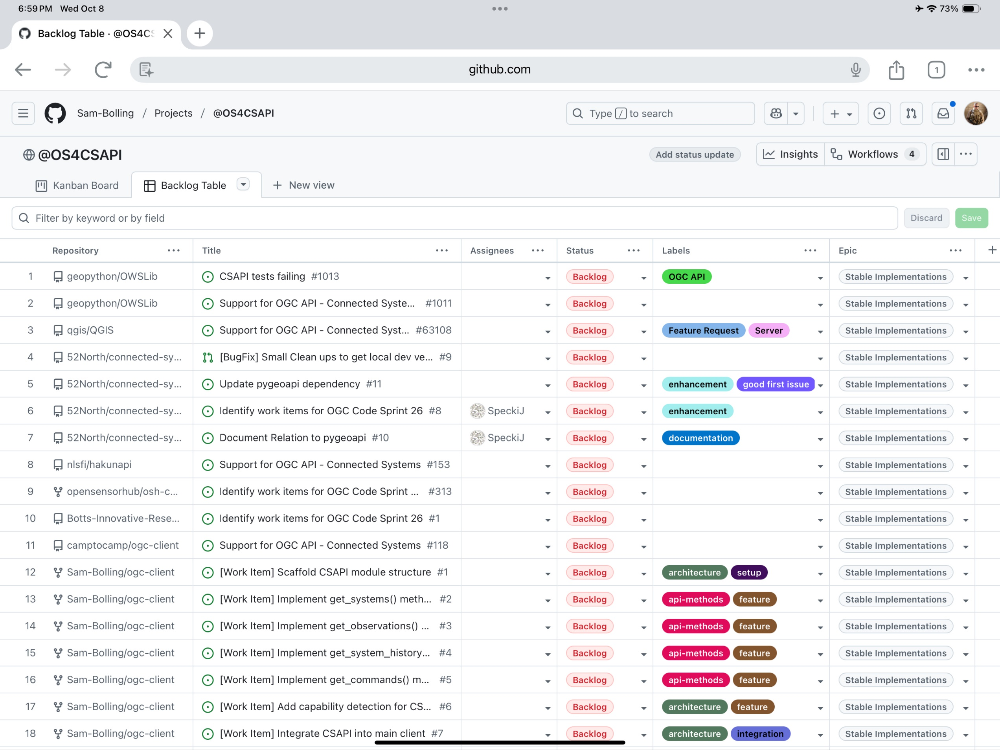 6:59 PM Wed Oct 8 73%
Backlog Table · @OS4CS
github.com 1
Sam-Bolling / Projects / @OS4CSAPI Type / to search
@OS4CSAPI Add status update Insights Workflows 4
Kanban Board Backlog Table New view
Filter by keyword or by field Discard Save
Repository Title Assignees Status Labels Epic
1 geopython/OWSLib CSAPI tests failing #1013 Backlog OGC API Stable Implementations
2 geopython/OWSLib Support for OGC API - Connected Syste... #1011 Backlog Stable Implementations
3 qgis/QGIS Support for OGC API - Connected Syst... #63108 Backlog Feature Request Server Stable Implementations
4 52North/connected-sy... [BugFix] Small Clean ups to get local dev ve... #9 Backlog Stable Implementations
5 52North/connected-sy... Update pygeoapi dependency #11 Backlog enhancement good first issue Stable Implementations
6 52North/connected-sy... Identify work items for OGC Code Sprint 26 #8 SpeckiJ Backlog enhancement Stable Implementations
7 52North/connected-sy... Document Relation to pygeoapi #10 SpeckiJ Backlog documentation Stable Implementations
8 nlsfi/hakunapi Support for OGC API - Connected Systems #153 Backlog Stable Implementations
9 opensensorhub/osh-c... Identify work items for OGC Code Sprint ... #313 Backlog Stable Implementations
10 Botts-Innovative-Rese... Identify work items for OGC Code Sprint 26 #1 Backlog Stable Implementations
11 camptocamp/ogc-client Support for OGC API - Connected Systems #118 Backlog Stable Implementations
12 Sam-Bolling/ogc-client [Work Item] Scaffold CSAPI module structure #1 Backlog architecture setup Stable Implementations
13 Sam-Bolling/ogc-client [Work Item] Implement get_systems() meth... #2 Backlog api-methods feature Stable Implementations
14 Sam-Bolling/ogc-client [Work Item] Implement get_observations() ... #3 Backlog api-methods feature Stable Implementations
15 Sam-Bolling/ogc-client [Work Item] Implement get_system_history... #4 Backlog api-methods feature Stable Implementations
16 Sam-Bolling/ogc-client [Work Item] Implement get_commands() m... #5 Backlog api-methods feature Stable Implementations
17 Sam-Bolling/ogc-client [Work Item] Add capability detection for CS... #6 Backlog architecture feature Stable Implementations
18 Sam-Bolling/ogc-client [Work Item] Integrate CSAPI into main client #7 Backlog architecture integration Stable Implementations